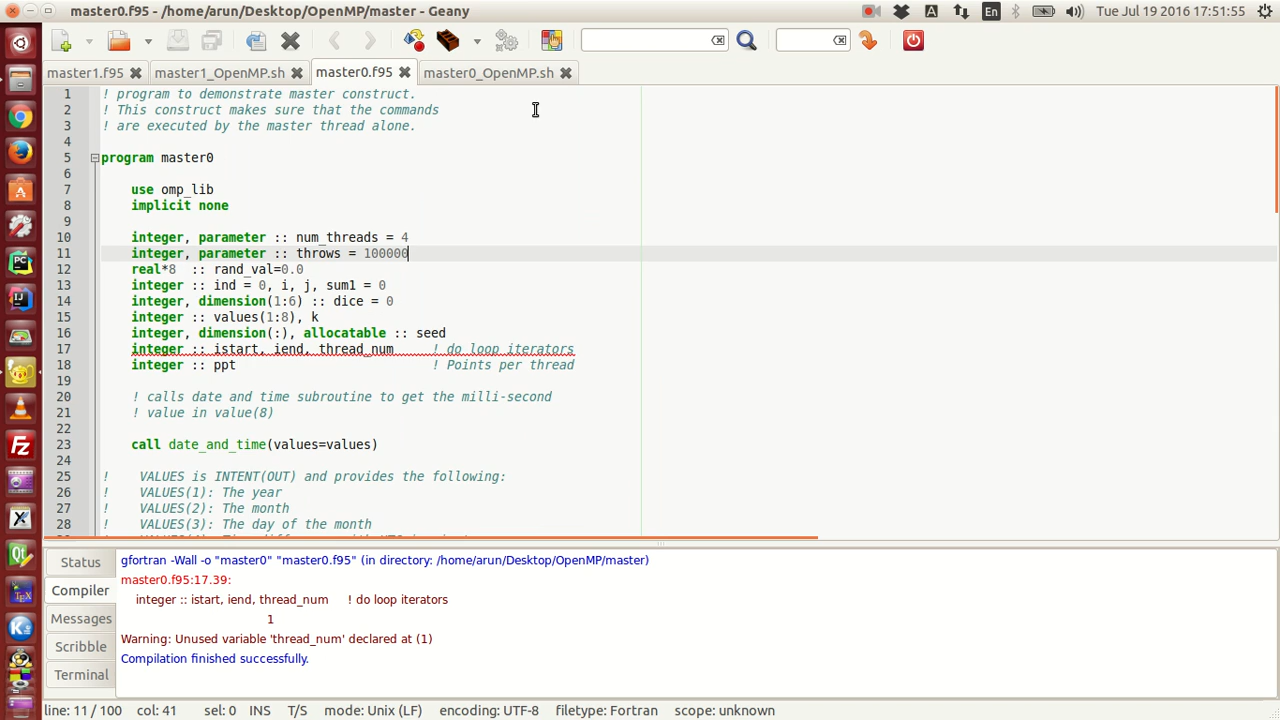 master0.f95 - /home/arun/Desktop/OpenMP/master - Geany
A
En
Tue Jul 19 2016 17:51:55
master1.f95
master1_OpenMP.sh
master0.f95
master0_OpenMP.sh
1 ! program to demonstrate master construct.
2 ! This construct makes sure that the commands
3 ! are executed by the master thread alone.
4
5 program master0
6
7 use omp_lib
8 implicit none
9
10 integer, parameter :: num_threads = 4
11 integer, parameter :: throws = 100000
12 real*8  :: rand_val=0.0
13 integer :: ind = 0, i, j, sum1 = 0
14 integer, dimension(1:6) :: dice = 0
15 integer :: values(1:8), k
16 integer, dimension(:), allocatable :: seed
17 integer :: istart, iend, thread_num     ! do loop iterators
18 integer :: ppt                          ! Points per thread
19
20 ! calls date and time subroutine to get the milli-second
21 ! value in value(8)
22
23 call date_and_time(values=values)
24
25 !    VALUES is INTENT(OUT) and provides the following:
26 !    VALUES(1): The year
27 !    VALUES(2): The month
28 !    VALUES(3): The day of the month
Status
Compiler
Messages
Scribble
Terminal
gfortran -Wall -o "master0" "master0.f95" (in directory: /home/arun/Desktop/OpenMP/master)
master0.f95:17.39:
integer :: istart, iend, thread_num     ! do loop iterators
1
Warning: Unused variable 'thread_num' declared at (1)
Compilation finished successfully.
line: 11 / 100   col: 41   sel: 0   INS   T/S   mode: Unix (LF)   encoding: UTF-8   filetype: Fortran   scope: unknown